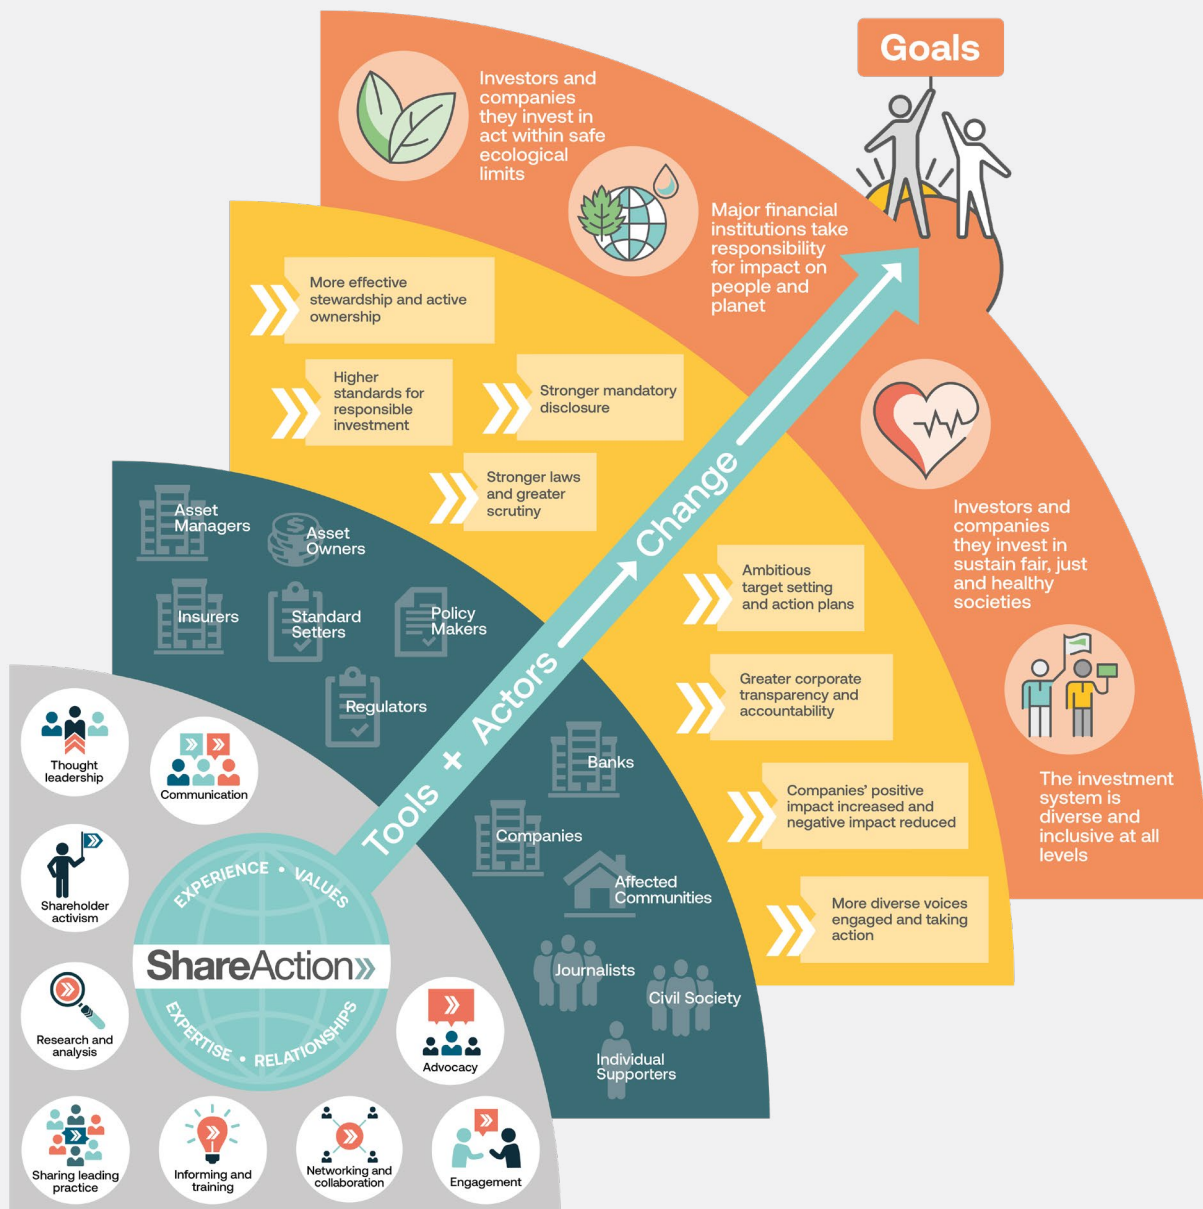 Goals
Investors and
companies
they invest in
act within safe
ecological
limits
Major financial
institutions take
responsibility
for impact on
people and
planet
Investors and
companies
they invest in
sustain fair, just
and healthy
societies
The investment
system is
diverse and
inclusive at all
levels
More effective
stewardship and active
ownership
Higher
standards for
responsible
investment
Stronger mandatory
disclosure
Stronger laws
and greater
scrutiny
Ambitious
target setting
and action plans
Greater corporate
transparency and
accountability
Companies’ positive
impact increased and
negative impact reduced
More diverse voices
engaged and taking
action
Tools + Actors Change
Asset
Managers
Asset
Owners
Insurers
Standard
Setters
Policy
Makers
Regulators
Banks
Companies
Affected
Communities
Journalists
Civil Society
Individual
Supporters
Thought
leadership
Communication
Shareholder
activism
EXPERIENCE • VALUES
ShareAction»
EXPERTISE • RELATIONSHIPS
Research and
analysis
Advocacy
Sharing leading
practice
Informing and
training
Networking and
collaboration
Engagement